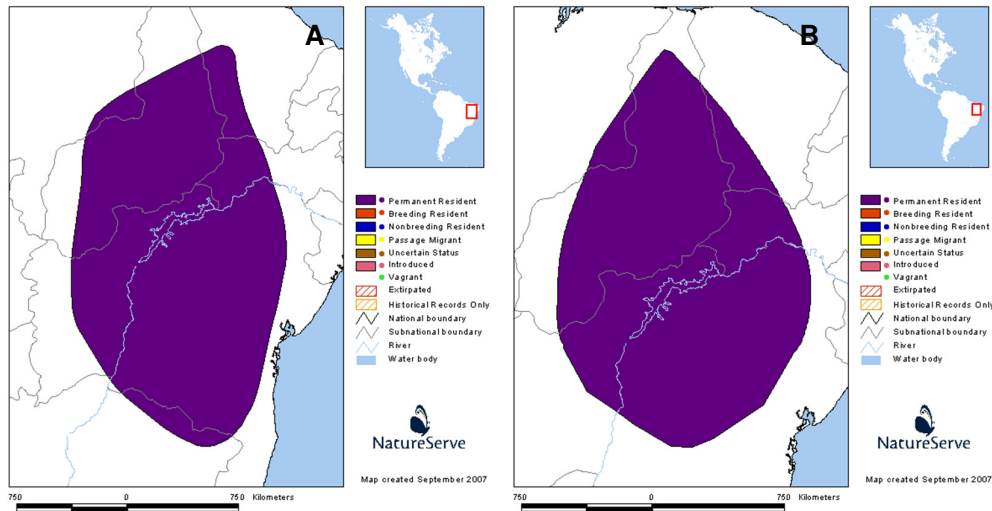 A
Permanent Resident
Breeding Resident
Nonbreeding Resident
Passage Migrant
Uncertain Status
Introduced
Vagrant
Extirpated
Historical Records Only
National boundary
Subnational boundary
River
Water body
NatureServe
Map created September 2007
750 0 750 Kilometers
B
Permanent Resident
Breeding Resident
Nonbreeding Resident
Passage Migrant
Uncertain Status
Introduced
Vagrant
Extirpated
Historical Records Only
National boundary
Subnational boundary
River
Water body
NatureServe
Map created September 2007
750 0 750 Kilometers